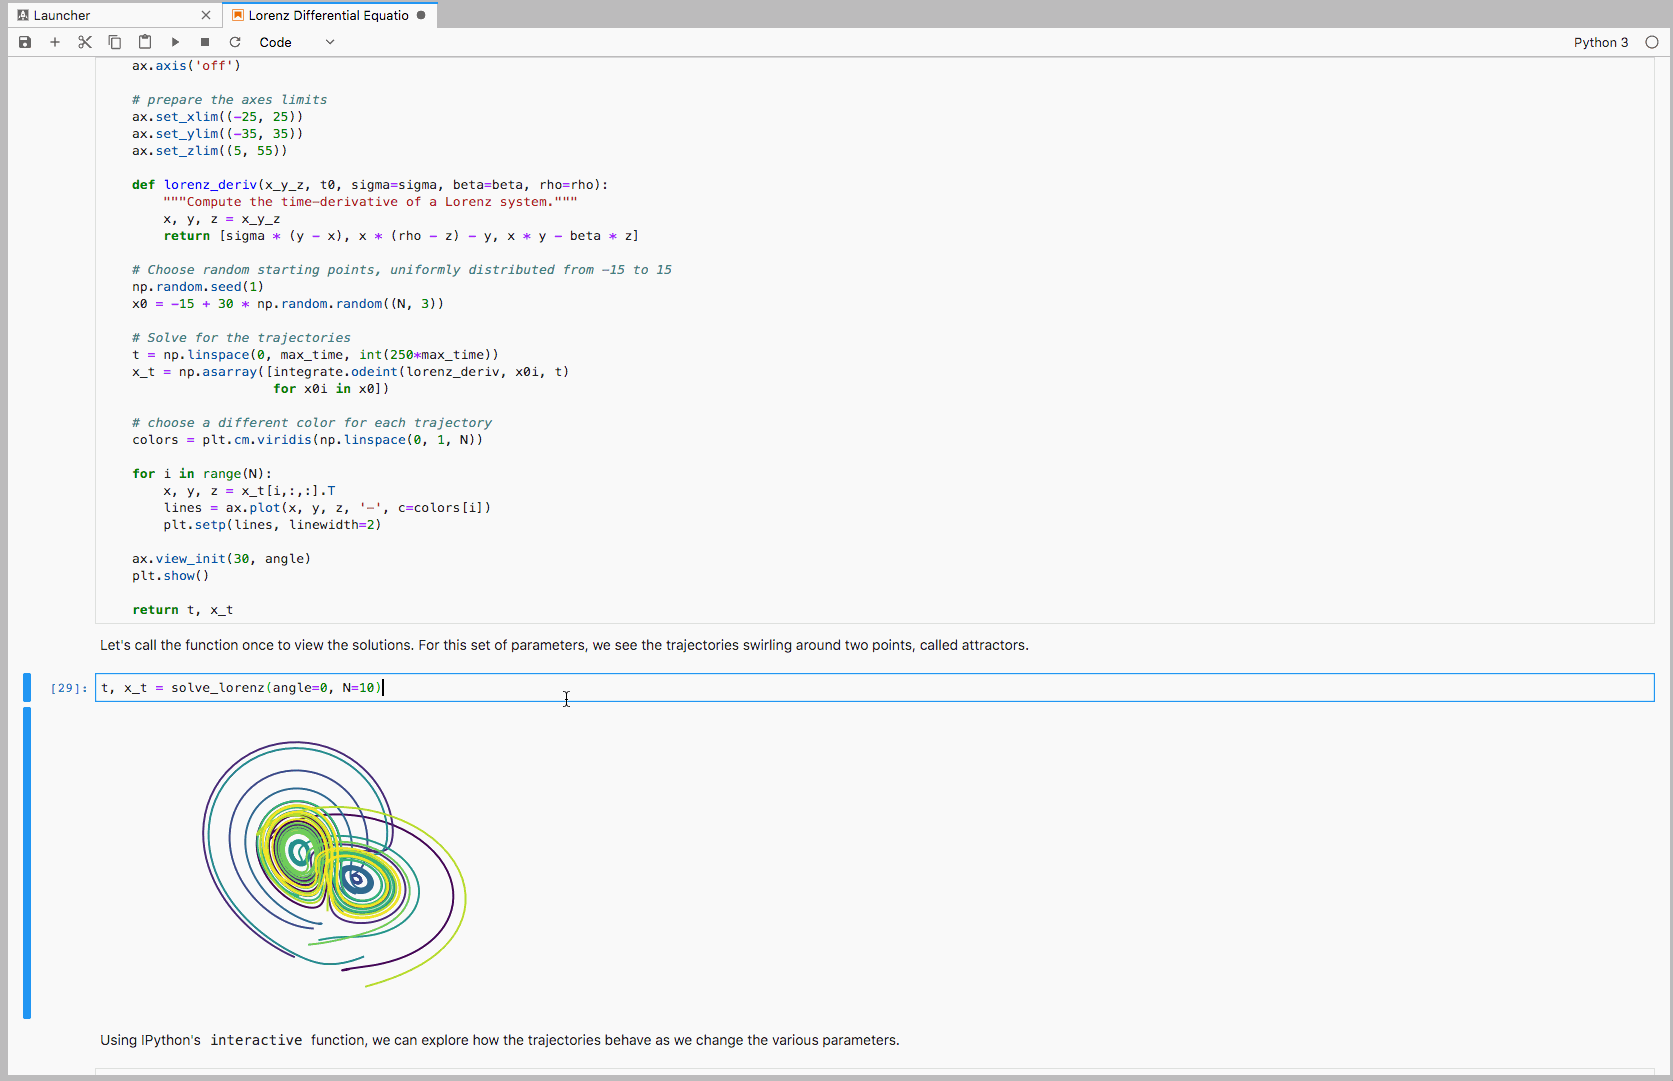 Launcher
Lorenz Differential Equatio
Code
Python 3
ax.axis('off')
# prepare the axes limits
ax.set_xlim((-25, 25))
ax.set_ylim((-35, 35))
ax.set_zlim((5, 55))
def lorenz_deriv(x_y_z, t0, sigma=sigma, beta=beta, rho=rho):
"""Compute the time-derivative of a Lorenz system."""
x, y, z = x_y_z
return [sigma * (y - x), x * (rho - z) - y, x * y - beta * z]
# Choose random starting points, uniformly distributed from -15 to 15
np.random.seed(1)
x0 = -15 + 30 * np.random.random((N, 3))
# Solve for the trajectories
t = np.linspace(0, max_time, int(250*max_time))
x_t = np.asarray([integrate.odeint(lorenz_deriv, x0i, t)
for x0i in x0])
# choose a different color for each trajectory
colors = plt.cm.viridis(np.linspace(0, 1, N))
for i in range(N):
x, y, z = x_t[i,:,:].T
lines = ax.plot(x, y, z, '-', c=colors[i])
plt.setp(lines, linewidth=2)
ax.view_init(30, angle)
plt.show()
return t, x_t
Let's call the function once to view the solutions. For this set of parameters, we see the trajectories swirling around two points, called attractors.
[29]: t, x_t = solve_lorenz(angle=0, N=10)
Using IPython's interactive function, we can explore how the trajectories behave as we change the various parameters.